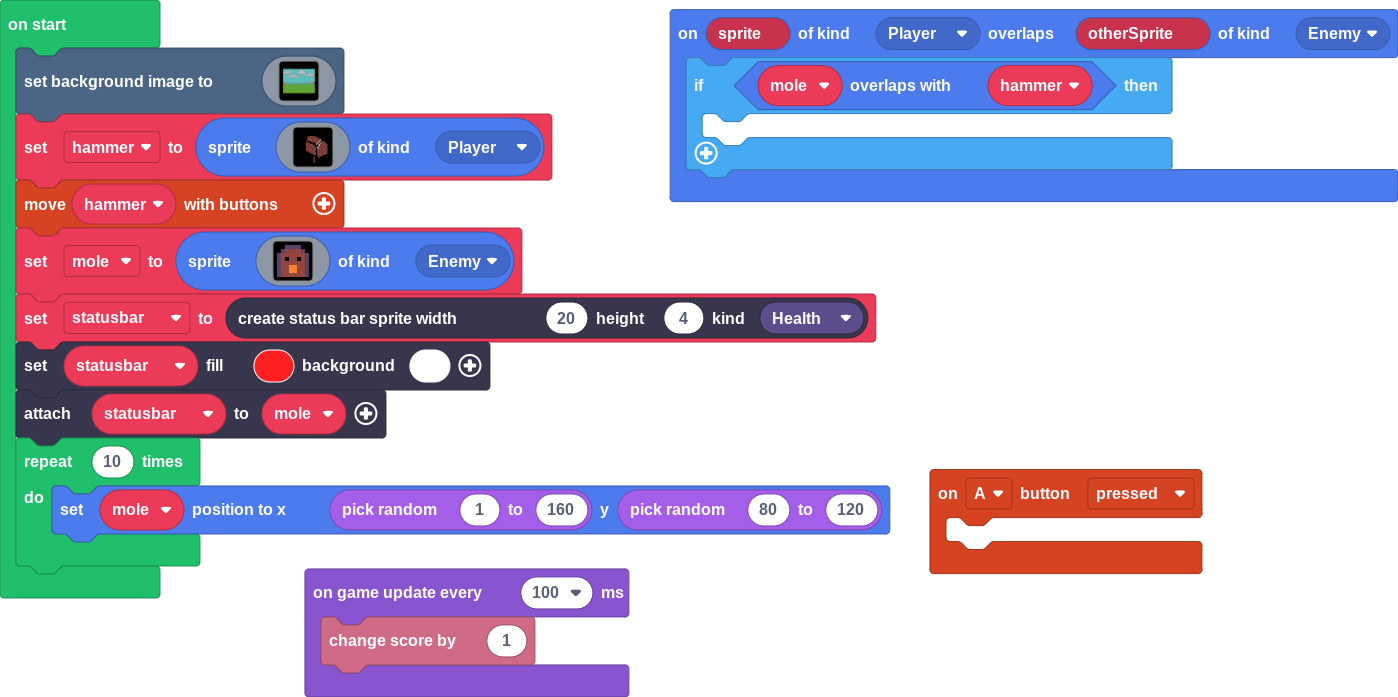 on start
set background image to
set hammer to sprite of kind Player
move hammer with buttons
set mole to sprite of kind Enemy
set statusbar to create status bar sprite width 20 height 4 kind Health
set statusbar fill background
attach statusbar to mole
repeat 10 times
do
set mole position to x pick random 1 to 160 y pick random 80 to 120
on sprite of kind Player overlaps otherSprite of kind Enemy
if mole overlaps with hammer then
on game update every 100 ms
change score by 1
on A button pressed